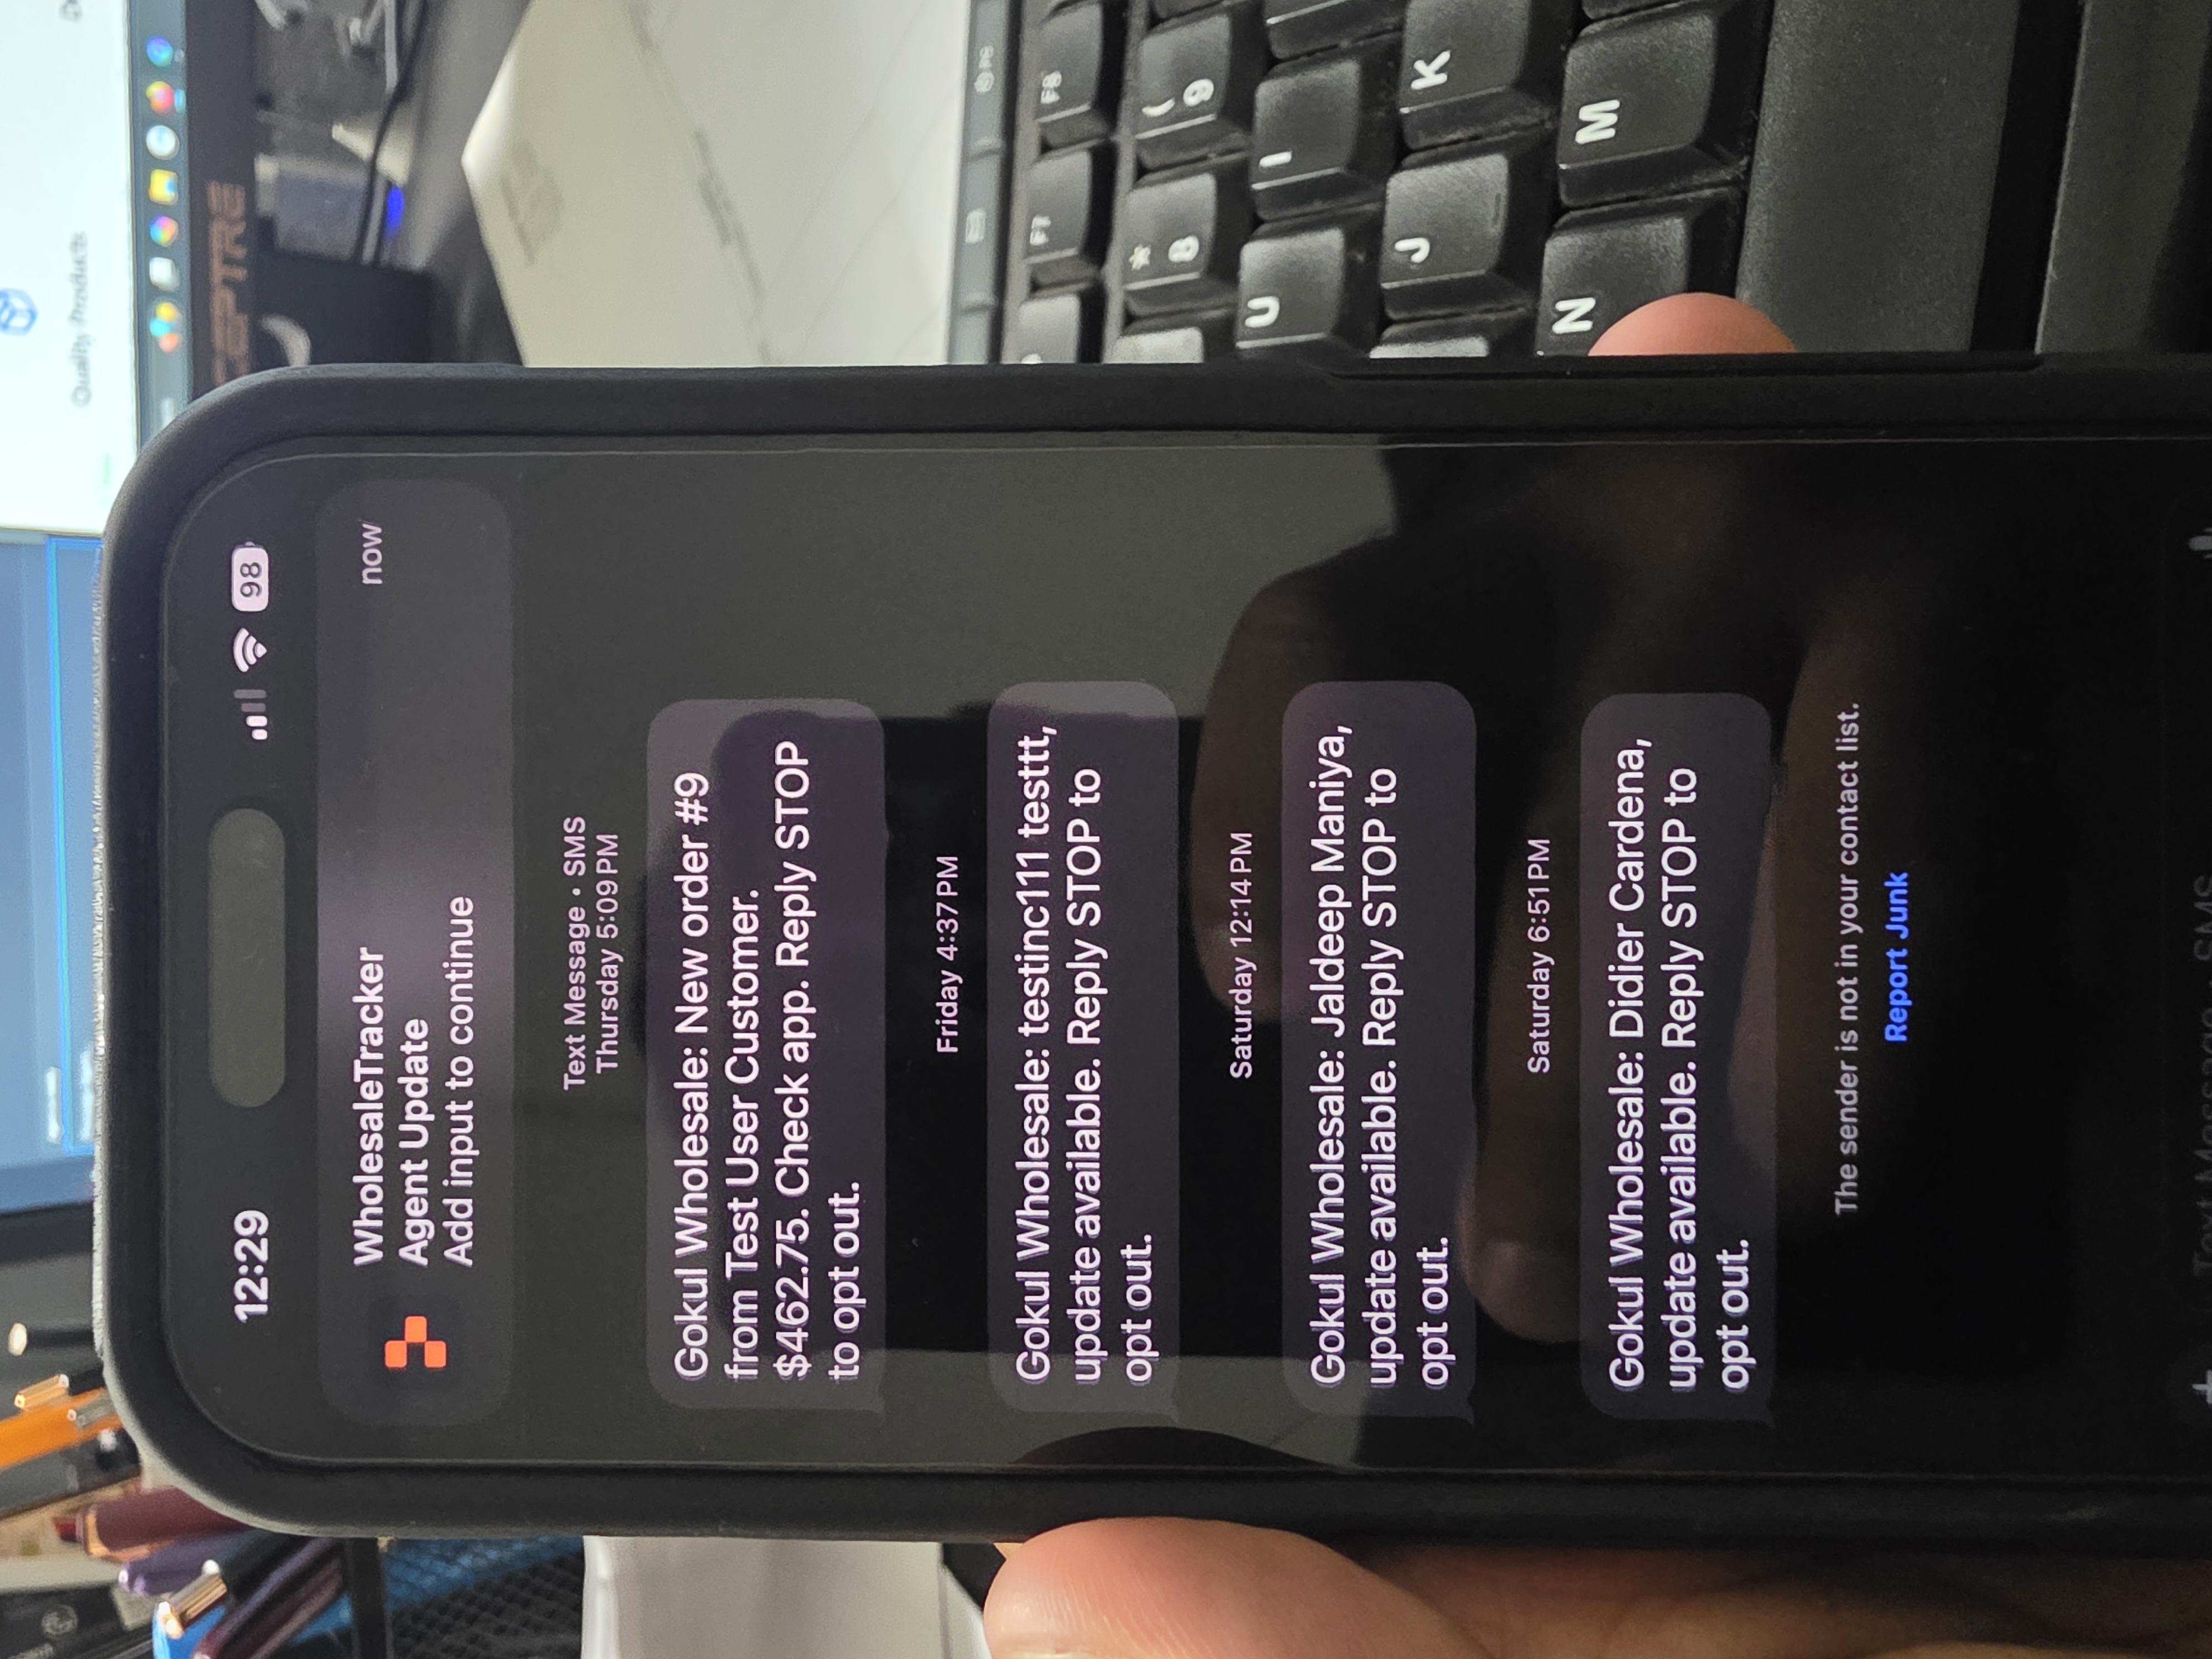 Quality Products
CEPTRE
12:29
98
WholesaleTracker
now
Agent Update
Add input to continue
Text Message • SMS
Thursday 5:09 PM
Gokul Wholesale: New order #9
from Test User Customer.
$462.75. Check app. Reply STOP
to opt out.
Friday 4:37 PM
Gokul Wholesale: testinc111 testtt,
update available. Reply STOP to
opt out.
Saturday 12:14 PM
Gokul Wholesale: Jaldeep Maniya,
update available. Reply STOP to
opt out.
Saturday 6:51 PM
Gokul Wholesale: Didier Cardena,
update available. Reply STOP to
opt out.
The sender is not in your contact list.
Report Junk
Text Message • SMS
F7
F8
*
8
(
9
U
I
J
K
N
M